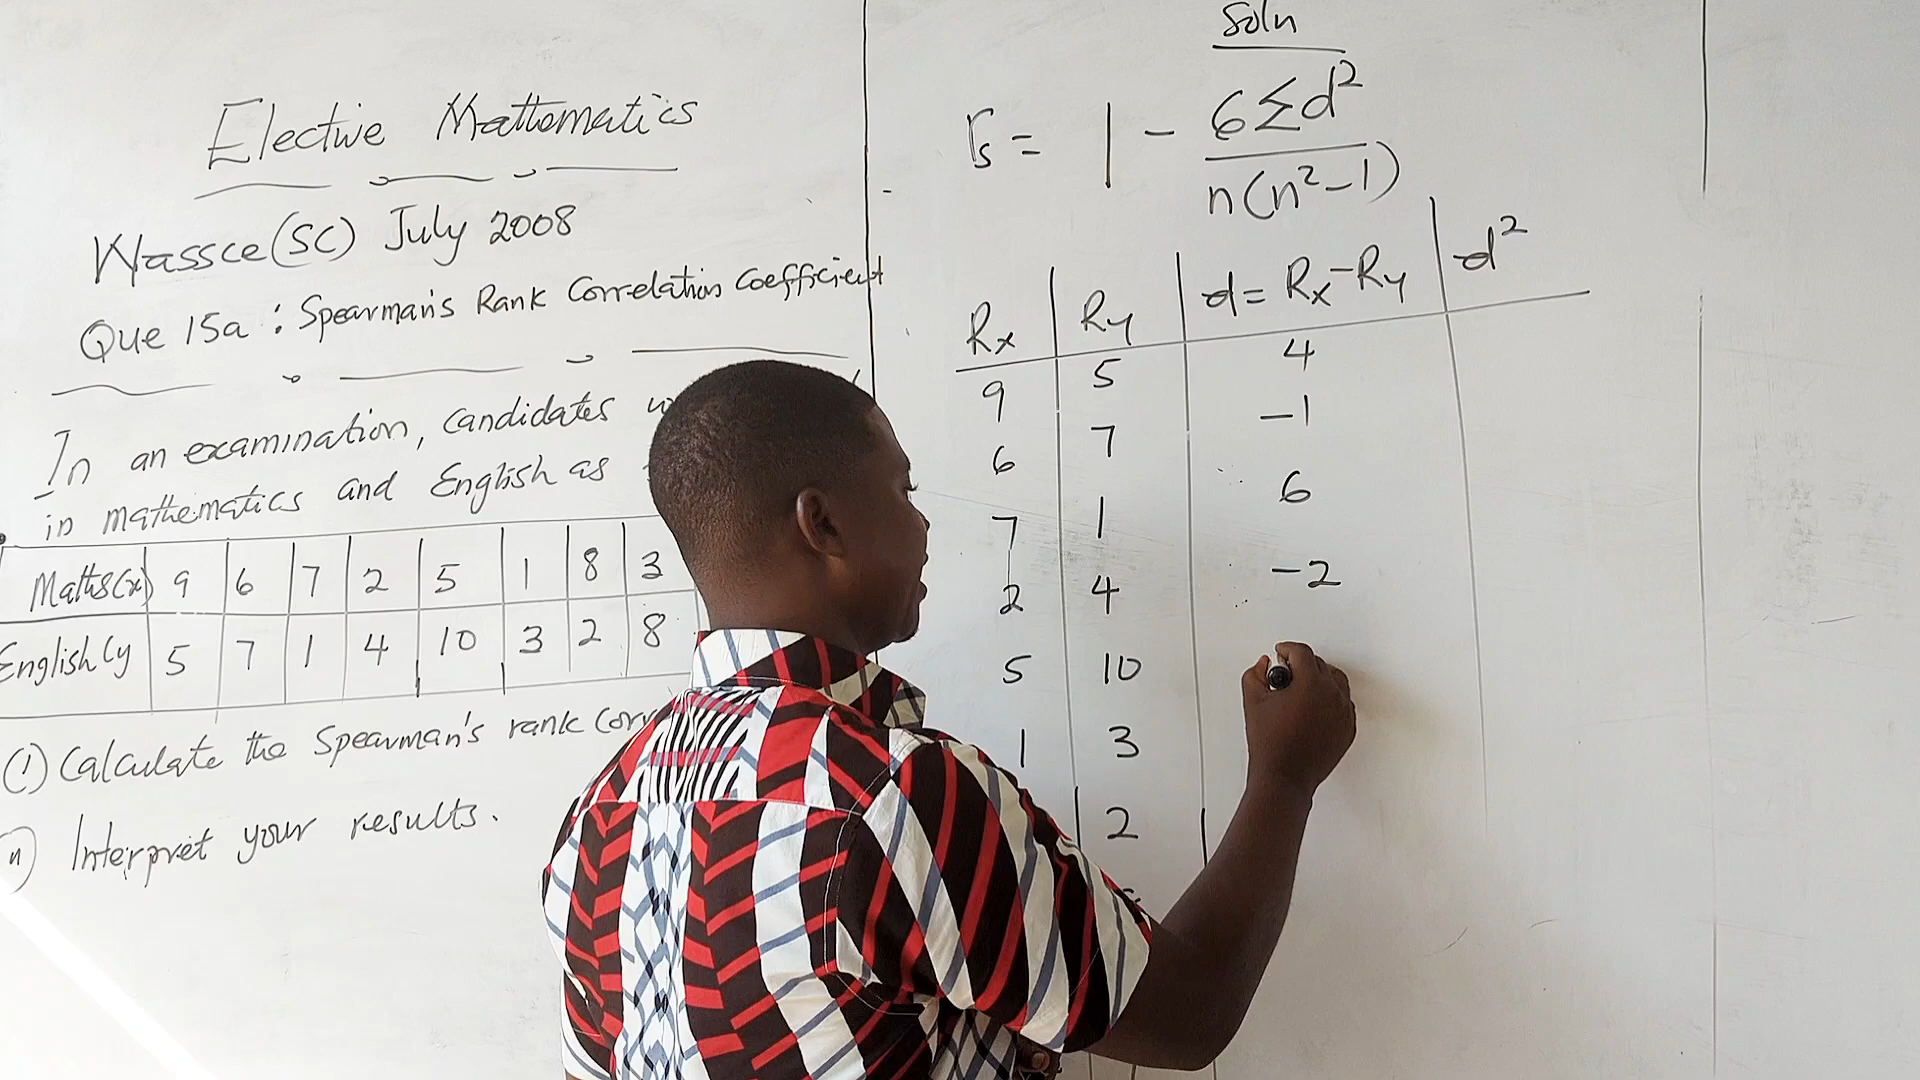 Elective Mathematics
Wassce(SC) July 2008
Que 15a : Spearman's Rank Correlation Coefficient
In an examination, candidates
in mathematics and English as
Maths(x) 9 6 7 2 5 1 8 3
English(y 5 7 1 4 10 3 2 8
(i) Calculate the Spearman's rank
ii) Interpret your results.
Soln
rs = 1 - 6Σd²
n(n²-1)
Rx Ry d= Rx-Ry d²
9 5 4
6 7 -1
7 1 6
2 4 -2
5 10
1 3
2